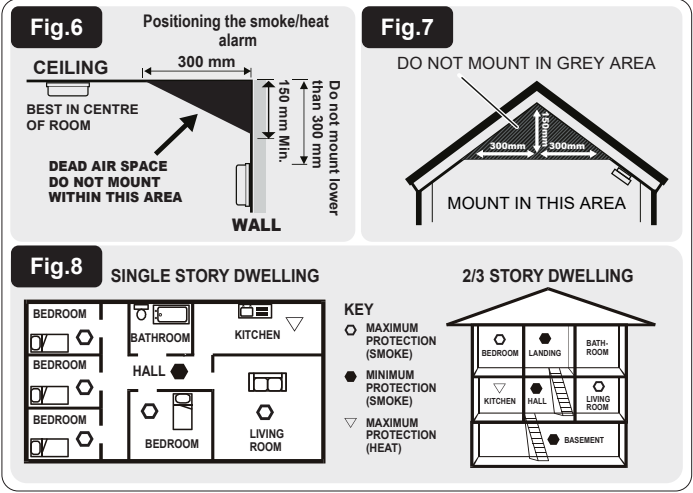 Fig.6
Positioning the smoke/heat
alarm
CEILING
300 mm
BEST IN CENTRE
OF ROOM
DEAD AIR SPACE
DO NOT MOUNT
WITHIN THIS AREA
150 mm Min.
Do not mount lower
than 300 mm
WALL
Fig.7
DO NOT MOUNT IN GREY AREA
150mm
300mm
300mm
MOUNT IN THIS AREA
Fig.8
SINGLE STORY DWELLING
BEDROOM
BATHROOM
KITCHEN
BEDROOM
HALL
BEDROOM
BEDROOM
LIVING
ROOM
KEY
MAXIMUM
PROTECTION
(SMOKE)
MINIMUM
PROTECTION
(SMOKE)
MAXIMUM
PROTECTION
(HEAT)
2/3 STORY DWELLING
BEDROOM
LANDING
BATH-
ROOM
KITCHEN
HALL
LIVING
ROOM
BASEMENT